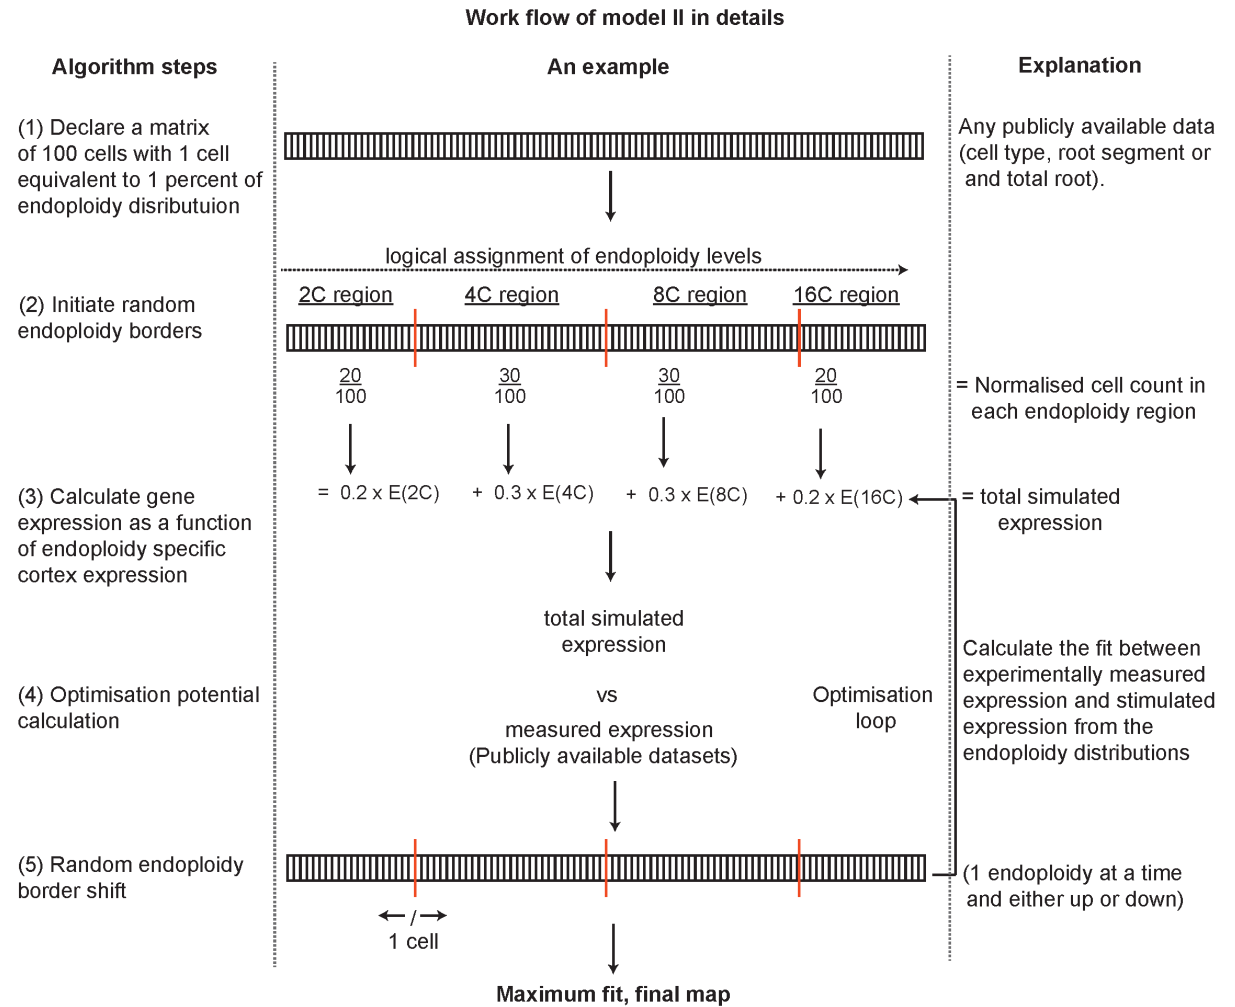 Work flow of model II in details
Algorithm steps
An example
Explanation
(1) Declare a matrix
of 100 cells with 1 cell
equivalent to 1 percent of
endoploidy disributuion
Any publicly available data
(cell type, root segment or
and total root).
logical assignment of endoploidy levels
2C region
4C region
8C region
16C region
(2) Initiate random
endoploidy borders
20
100
30
100
30
100
20
100
= Normalised cell count in
each endoploidy region
(3) Calculate gene
expression as a function
of endoploidy specific
cortex expression
= 0.2 x E(2C) + 0.3 x E(4C) + 0.3 x E(8C) + 0.2 x E(16C)
= total simulated
expression
total simulated
expression
(4) Optimisation potential
calculation
vs
measured expression
(Publicly available datasets)
Optimisation
loop
Calculate the fit between
experimentally measured
expression and stimulated
expression from the
endoploidy distributions
(5) Random endoploidy
border shift
/
1 cell
(1 endoploidy at a time
and either up or down)
Maximum fit, final map